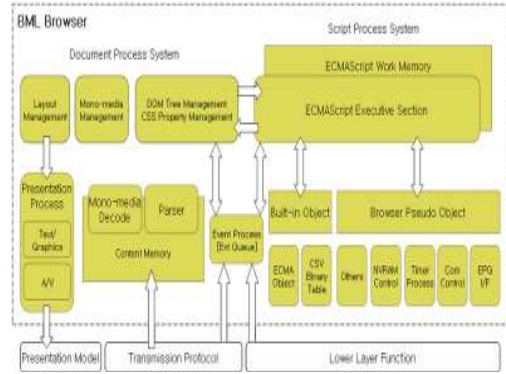 BML Browser
Document Process System
Script Process System
ECMAScript Work Memory
ECMAScript Executive Section
Layout
Management
Mono-media
Management
DOM Tree Management
CSS Property Management
Presentation
Process
Text/
Graphics
A/V
Mono-media
Decode
Parser
Content Memory
Event Process
[Ext Queue]
Built-in Object
Browser Pseudo Object
ECMA
Object
CSV
Binary
Table
Others
NVRAM
Control
Timer
Process
Com
Control
EPG
I/F
Presentation Model
Transmission Protocol
Lower Layer Function